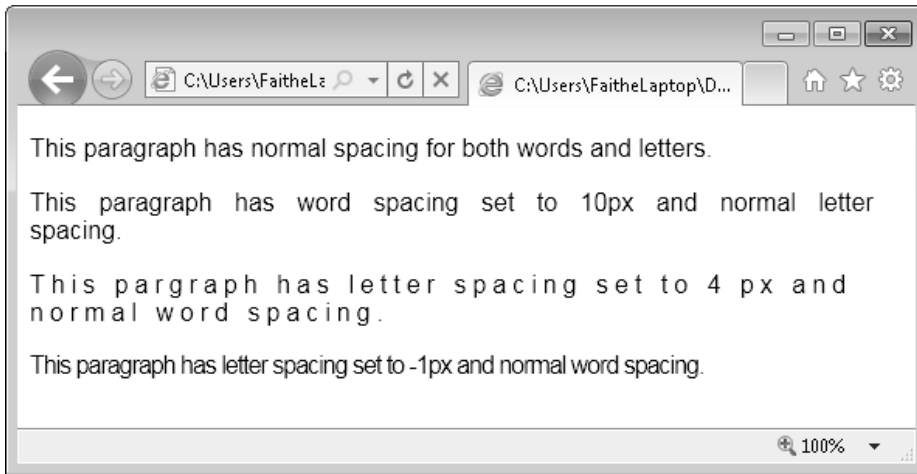 C:\Users\FaitheLa
C:\Users\FaitheLaptop\D...
This paragraph has normal spacing for both words and letters.
This paragraph has word spacing set to 10px and normal letter
spacing.
This pargraph has letter spacing set to 4 px and
normal word spacing.
This paragraph has letter spacing set to -1px and normal word spacing.
100%